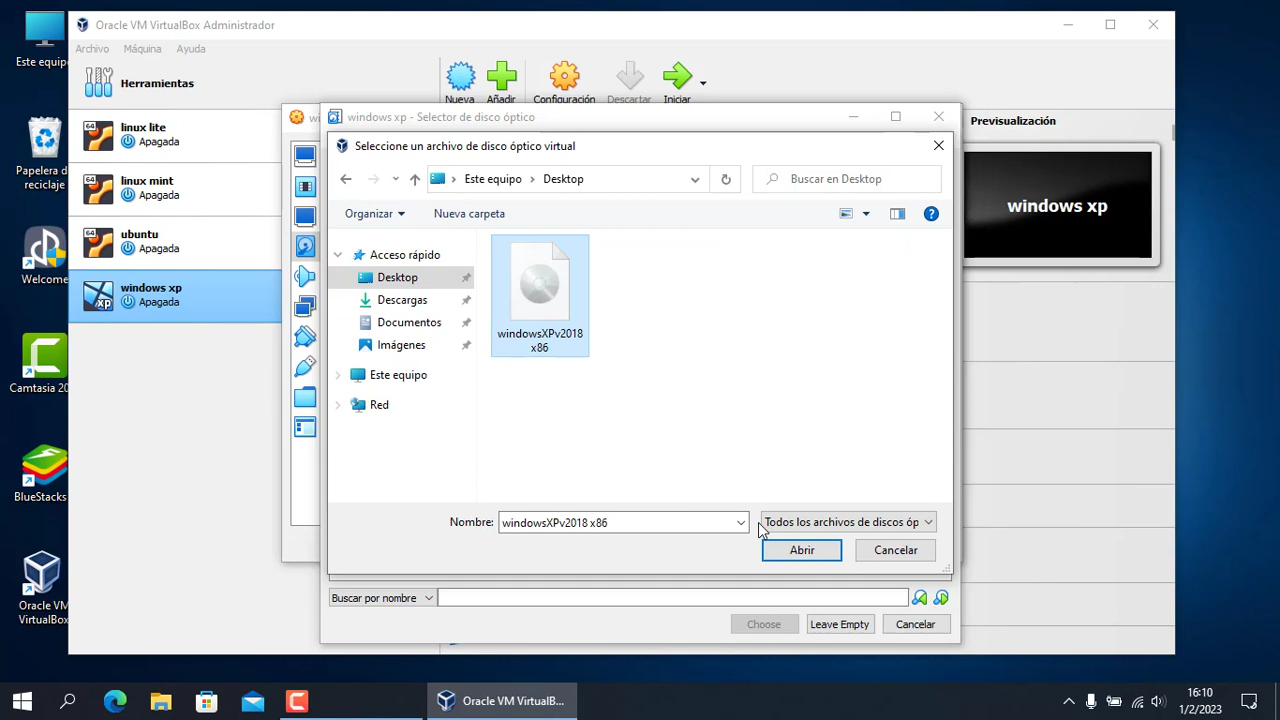 Este equipo
Oracle VM VirtualBox Administrador
Archivo Máquina Ayuda
Herramientas
Nueva Añadir Configuración Descartar Iniciar
linux lite
Apagada
linux mint
Apagada
ubuntu
Apagada
windows xp
Apagada
Papelera de
reciclaje
Welcome
Camtasia 20
BlueStacks
Oracle VM
VirtualBox
windows xp - Selector de disco óptico
Previsualización
windows xp
Seleccione un archivo de disco óptico virtual
Este equipo Desktop
Buscar en Desktop
Organizar Nueva carpeta
Acceso rápido
Desktop
Descargas
Documentos
Imágenes
Este equipo
Red
windowsXPv2018
x86
Nombre: windowsXPv2018 x86 Todos los archivos de discos óp
Abrir Cancelar
Buscar por nombre
Choose Leave Empty Cancelar
Oracle VM VirtualB...
16:10
1/2/2023